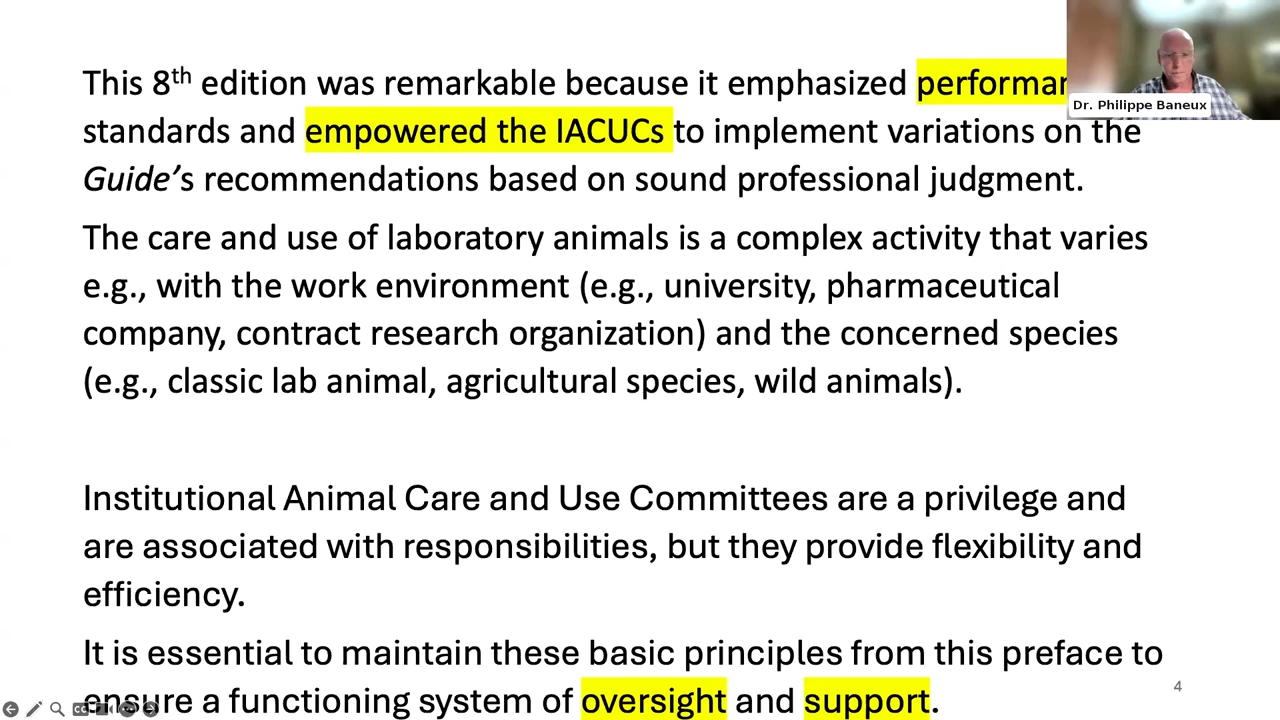 This 8th edition was remarkable because it emphasized
standards and empowered the IACUCs to implement variations on the
Guide's recommendations based on sound professional judgment.
The care and use of laboratory animals is a complex activity that varies
e.g., with the work environment (e.g., university, pharmaceutical
company, contract research organization) and the concerned species
(e.g., classic lab animal, agricultural species, wild animals).
Institutional Animal Care and Use Committees are a privilege and
are associated with responsibilities, but they provide flexibility and
efficiency.
It is essential to maintain these basic principles from this preface to
ensure a functioning system of oversight and support.
4
Dr. Philippe Baneux